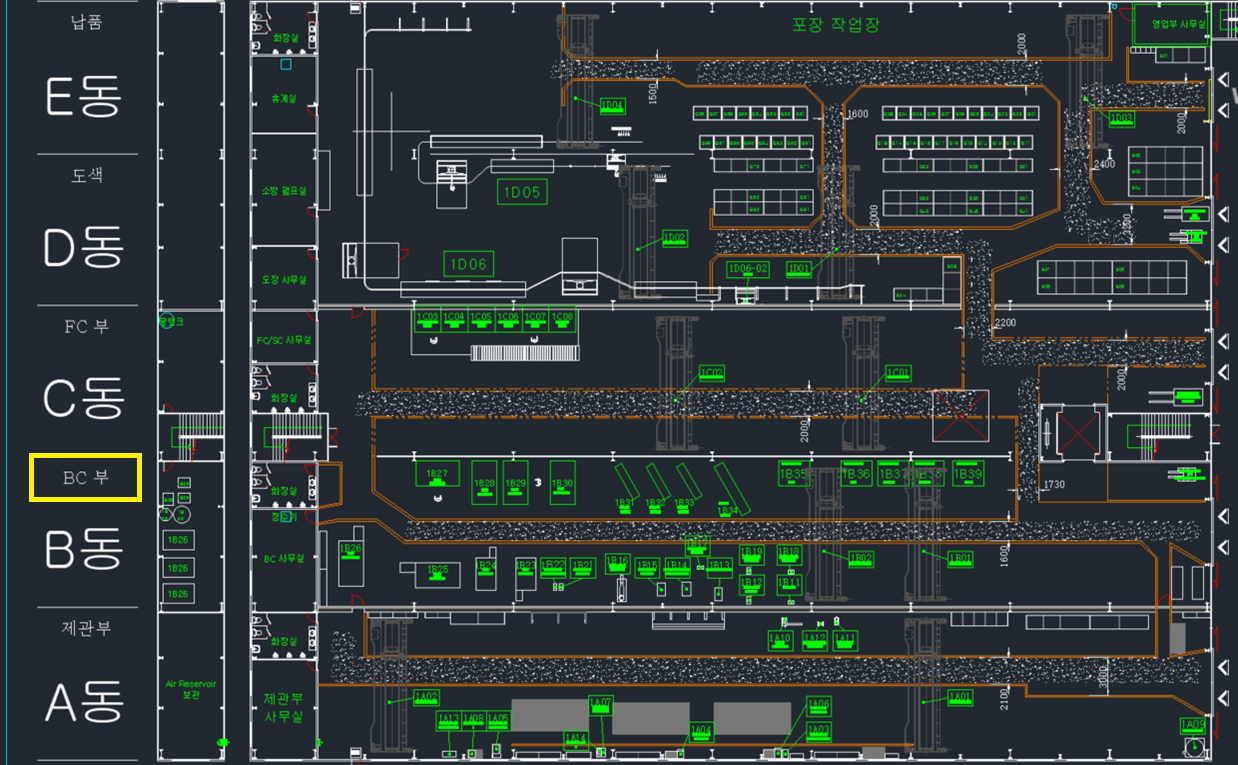 납품
E동
도색
D동
FC 부
C동
BC 부
B동
제관부
A동
화장실
휴게실
소방 펌프실
도장 사무실
FC/SC 사무실
화장실
화장실
정수기
BC 사무실
화장실
제관부
사무실
물탱크
1B26
1B26
1B26
Air Reservoir
보관
포장 작업장
영업부 사무실
2000
1500
1600
2000
2400
2000
1D04
1D03
1D05
1D02
1D06
1D06-02
1D01
1C03 1C04 1C05 1C06 1C07 1C08
2200
2000
1C02
1C01
2000
1B27
1B28
1B29
1B30
1B31
1B32
1B33
1B34
1B35
1B36
1B37
1B38
1B39
1730
1B26
1B25
1B24
1B23
1B22
1B21
1B16
1B15
1B14
1B17
1B13
1B19
1B18
1B12
1B11
1B02
1B01
1600
1A10
1A12
1A11
3000
2100
1A02
1A01
1A13
1A08
1A05
1A07
1A14
1A04
1A06
1A03
1A09